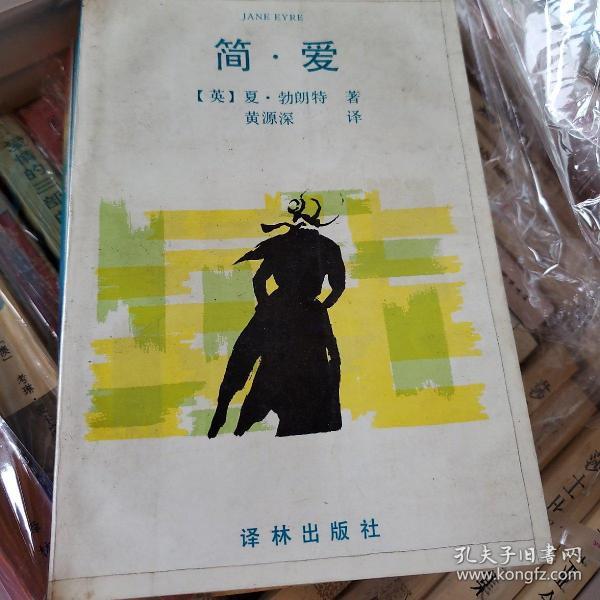 JANE EYRE
简·爱
【英】夏·勃朗特 著
黄源深 译
译林出版社
孔夫子旧书网
www.kongfz.com